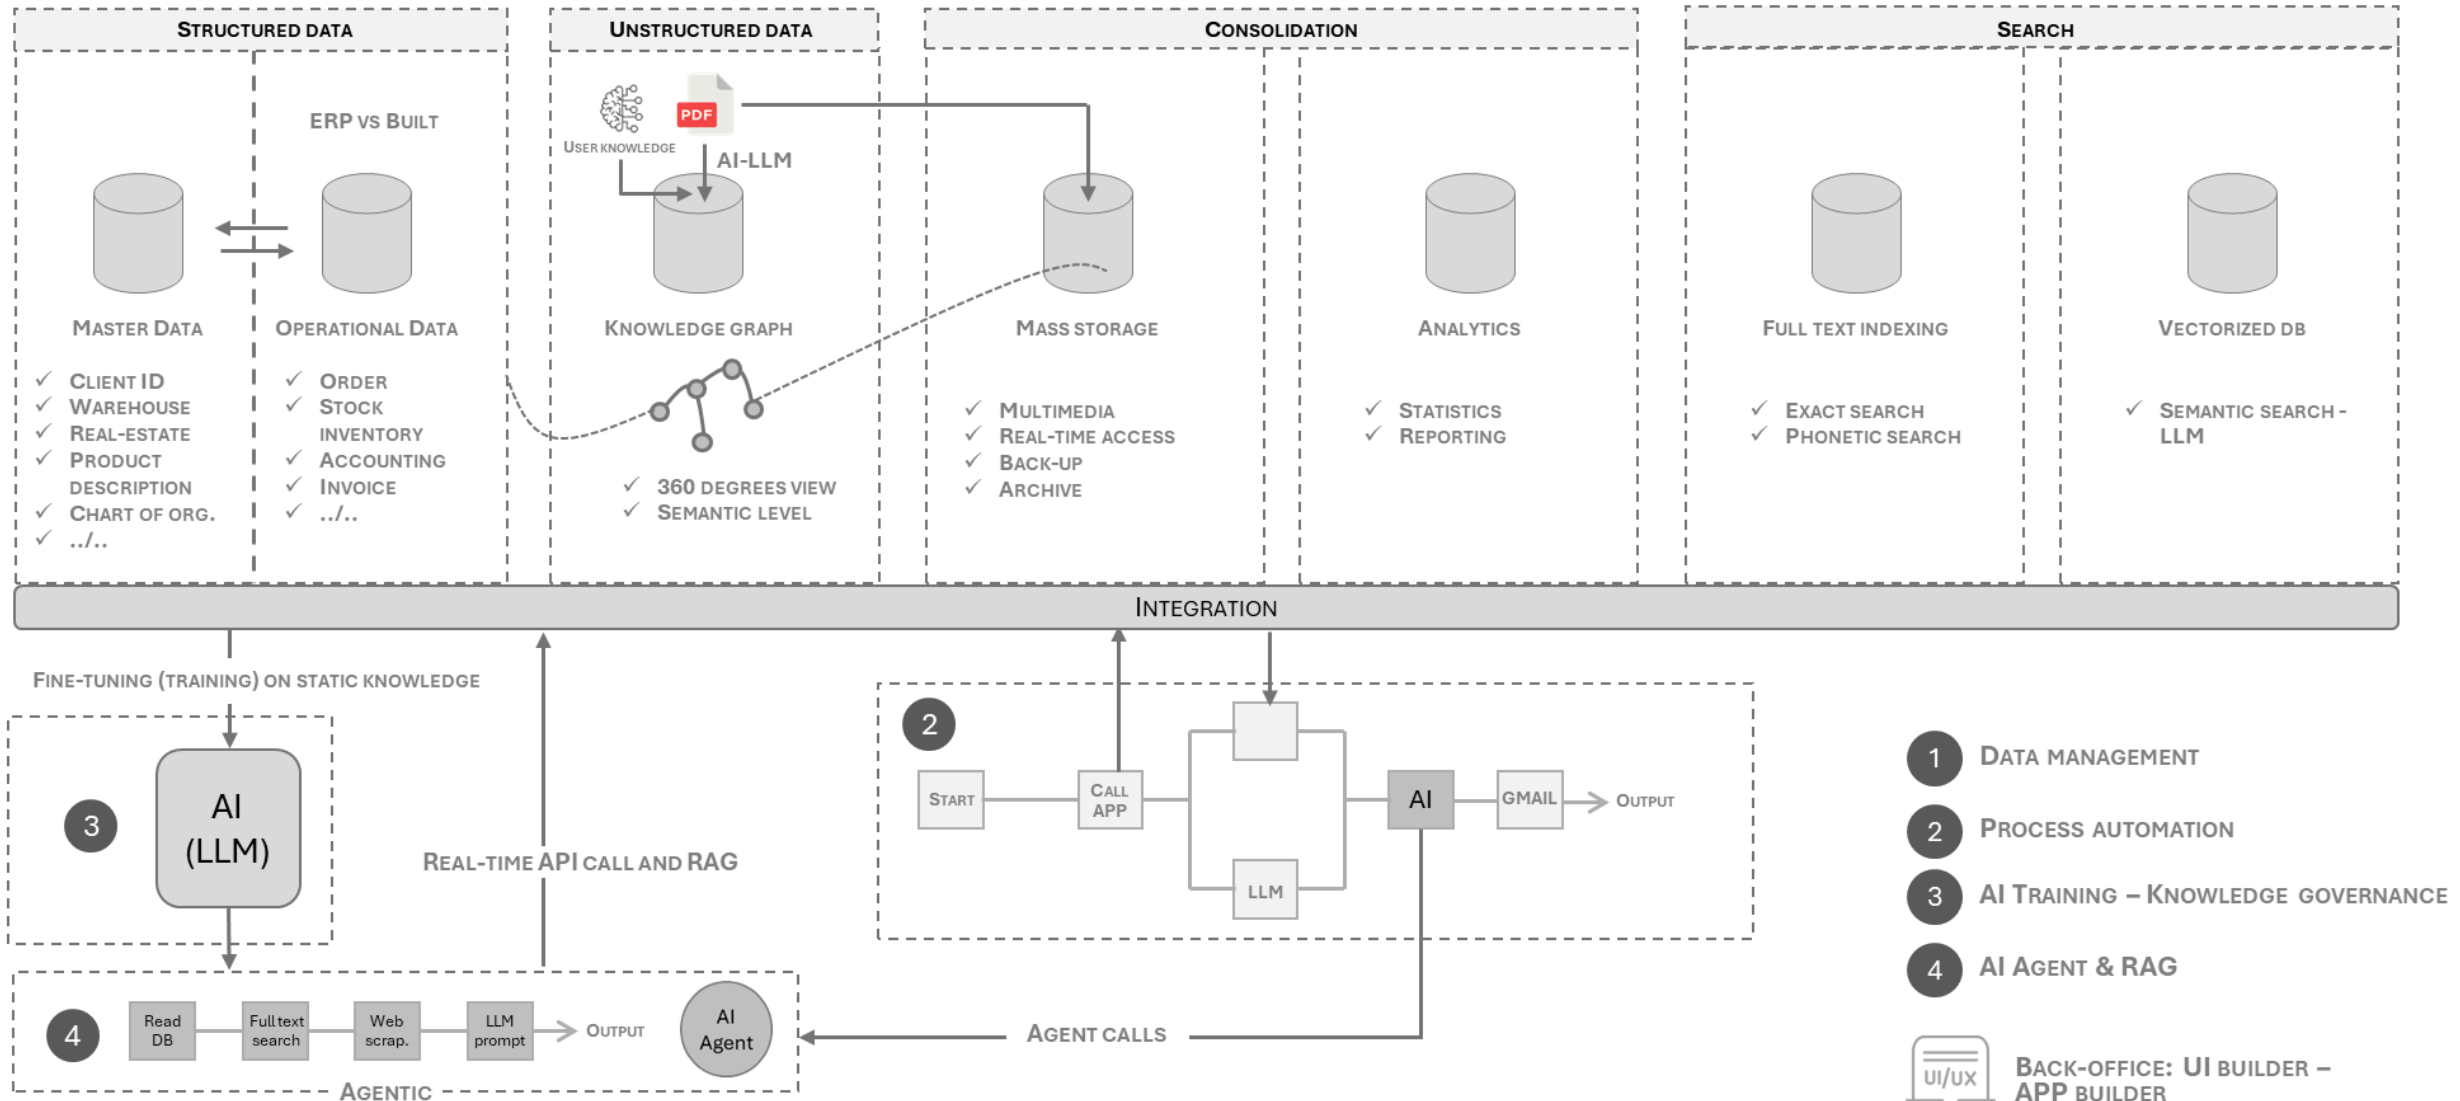 Structured data
Unstructured data
Consolidation
Search
ERP vs Built
PDF
User knowledge
AI-LLM
Master Data
Operational Data
Knowledge graph
Mass storage
Analytics
Full text indexing
Vectorized db
✓ Client ID
✓ Warehouse
✓ Real-estate
✓ Product
description
✓ Chart of org.
✓ ../..
✓ Order
✓ Stock
inventory
✓ Accounting
✓ Invoice
✓ ../..
✓ 360 degrees view
✓ Semantic level
✓ Multimedia
✓ Real-time access
✓ Back-up
✓ Archive
✓ Statistics
✓ Reporting
✓ Exact search
✓ Phonetic search
✓ Semantic search -
LLM
Integration
Fine-tuning (training) on static knowledge
3
AI
(LLM)
Real-time API call and RAG
2
Start
Call
APP
LLM
AI
GMAIL
Output
1 Data management
2 Process automation
3 AI Training – Knowledge governance
4 AI Agent & RAG
4
Read
DB
Full text
search
Web
scrap.
LLM
prompt
Output
AI
Agent
Agent calls
Agentic
UI/UX
Back-office: UI builder –
APP builder